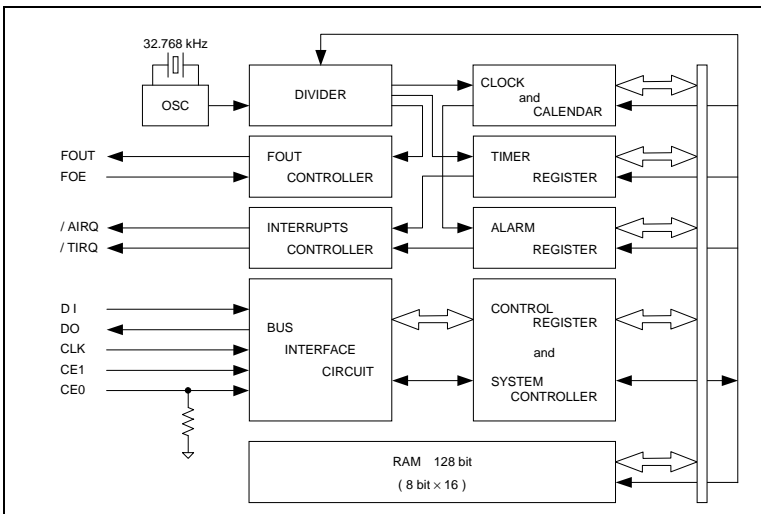 32.768 kHz
OSC
DIVIDER
CLOCK
and
CALENDAR
FOUT
FOE
FOUT
CONTROLLER
TIMER
REGISTER
/ AIRQ
/ TIRQ
INTERRUPTS
CONTROLLER
ALARM
REGISTER
D I
DO
CLK
CE1
CE0
BUS
INTERFACE
CIRCUIT
CONTROL
REGISTER
and
SYSTEM
CONTROLLER
RAM 128 bit
( 8 bit × 16 )